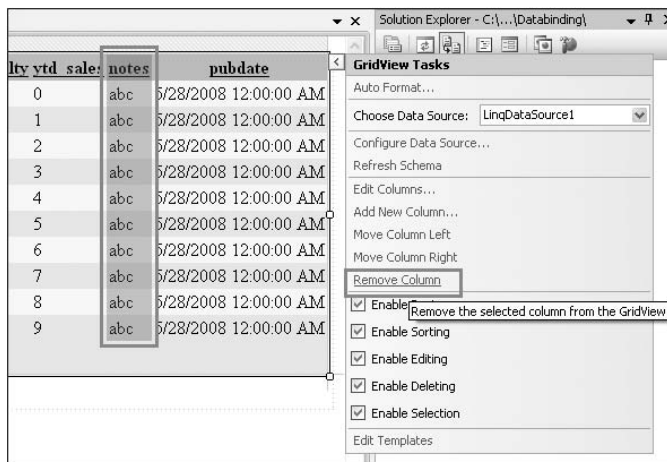 Solution Explorer - C:\...\Databinding\
lty ytd_sales notes pubdate
0 abc 5/28/2008 12:00:00 AM
1 abc 5/28/2008 12:00:00 AM
2 abc 5/28/2008 12:00:00 AM
3 abc 5/28/2008 12:00:00 AM
4 abc 5/28/2008 12:00:00 AM
5 abc 5/28/2008 12:00:00 AM
6 abc 5/28/2008 12:00:00 AM
7 abc 5/28/2008 12:00:00 AM
8 abc 5/28/2008 12:00:00 AM
9 abc 5/28/2008 12:00:00 AM
GridView Tasks
Auto Format...
Choose Data Source: LinqDataSource1
Configure Data Source...
Refresh Schema
Edit Columns...
Add New Column...
Move Column Left
Move Column Right
Remove Column
Enable
Remove the selected column from the GridView
Enable Sorting
Enable Editing
Enable Deleting
Enable Selection
Edit Templates